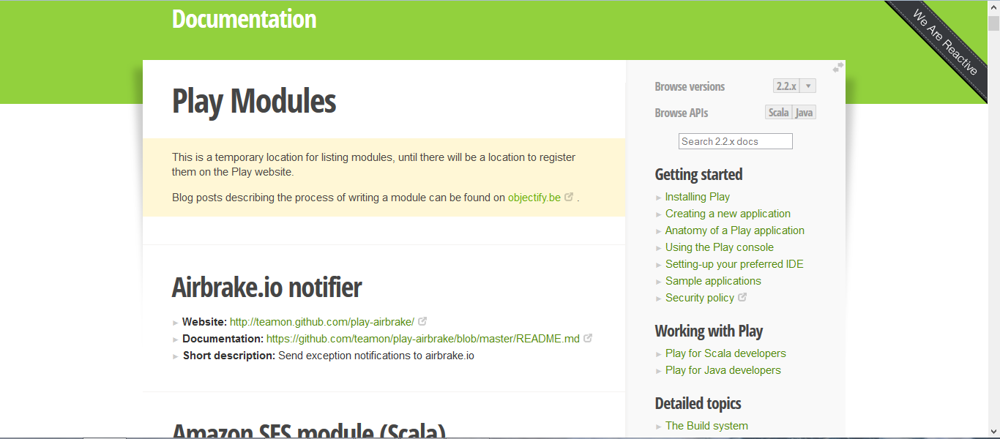 Documentation
We Are Reactive
Play Modules
This is a temporary location for listing modules, until there will be a location to register
them on the Play website.
Blog posts describing the process of writing a module can be found on objectify.be .
Airbrake.io notifier
Website: http://teamon.github.com/play-airbrake/
Documentation: https://github.com/teamon/play-airbrake/blob/master/README.md
Short description: Send exception notifications to airbrake.io
Amazon SES module (Scala)
Browse versions 2.2.x
Browse APIs Scala Java
Search 2.2.x docs
Getting started
Installing Play
Creating a new application
Anatomy of a Play application
Using the Play console
Setting-up your preferred IDE
Sample applications
Security policy
Working with Play
Play for Scala developers
Play for Java developers
Detailed topics
The Build system